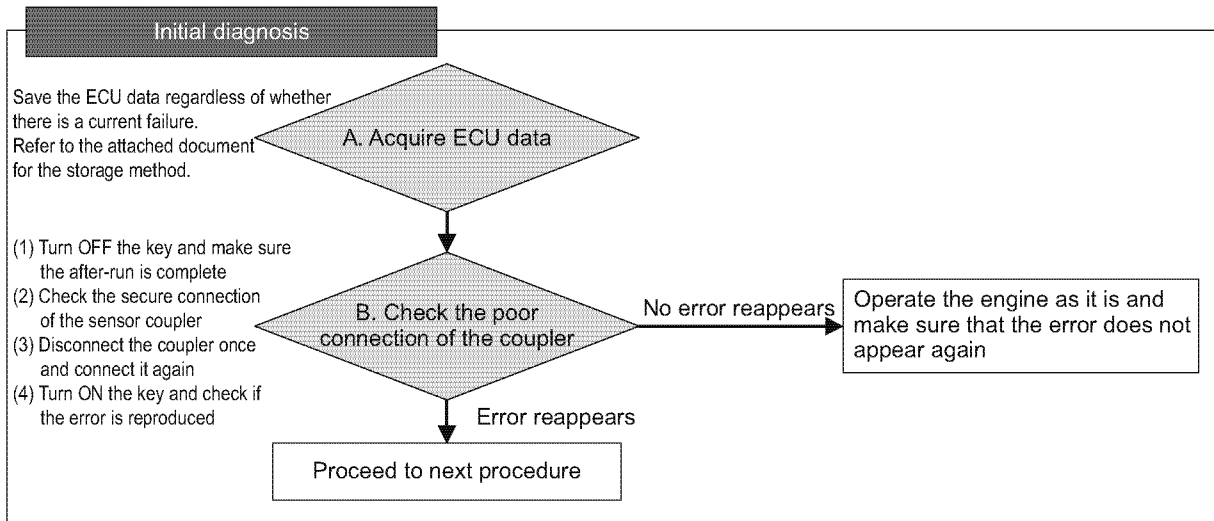 Initial diagnosis
Save the ECU data regardless of whether
there is a current failure.
Refer to the attached document
for the storage method.
A. Acquire ECU data
(1) Turn OFF the key and make sure
the after-run is complete
(2) Check the secure connection
of the sensor coupler
(3) Disconnect the coupler once
and connect it again
(4) Turn ON the key and check if
the error is reproduced
B. Check the poor
connection of the coupler
No error reappears
Operate the engine as it is and
make sure that the error does not
appear again
Error reappears
Proceed to next procedure